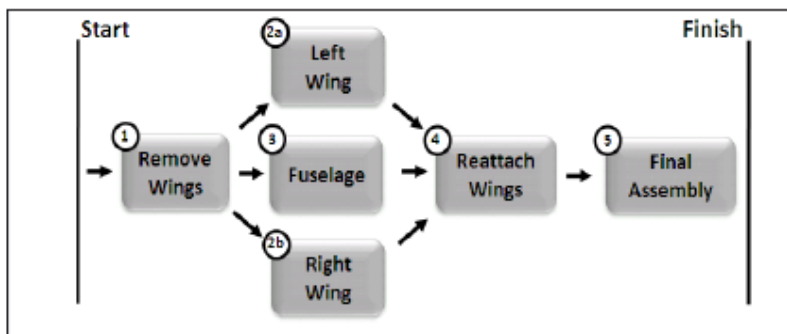 Start
Finish
1
Remove
Wings
2a
Left
Wing
3
Fuselage
2b
Right
Wing
4
Reattach
Wings
5
Final
Assembly